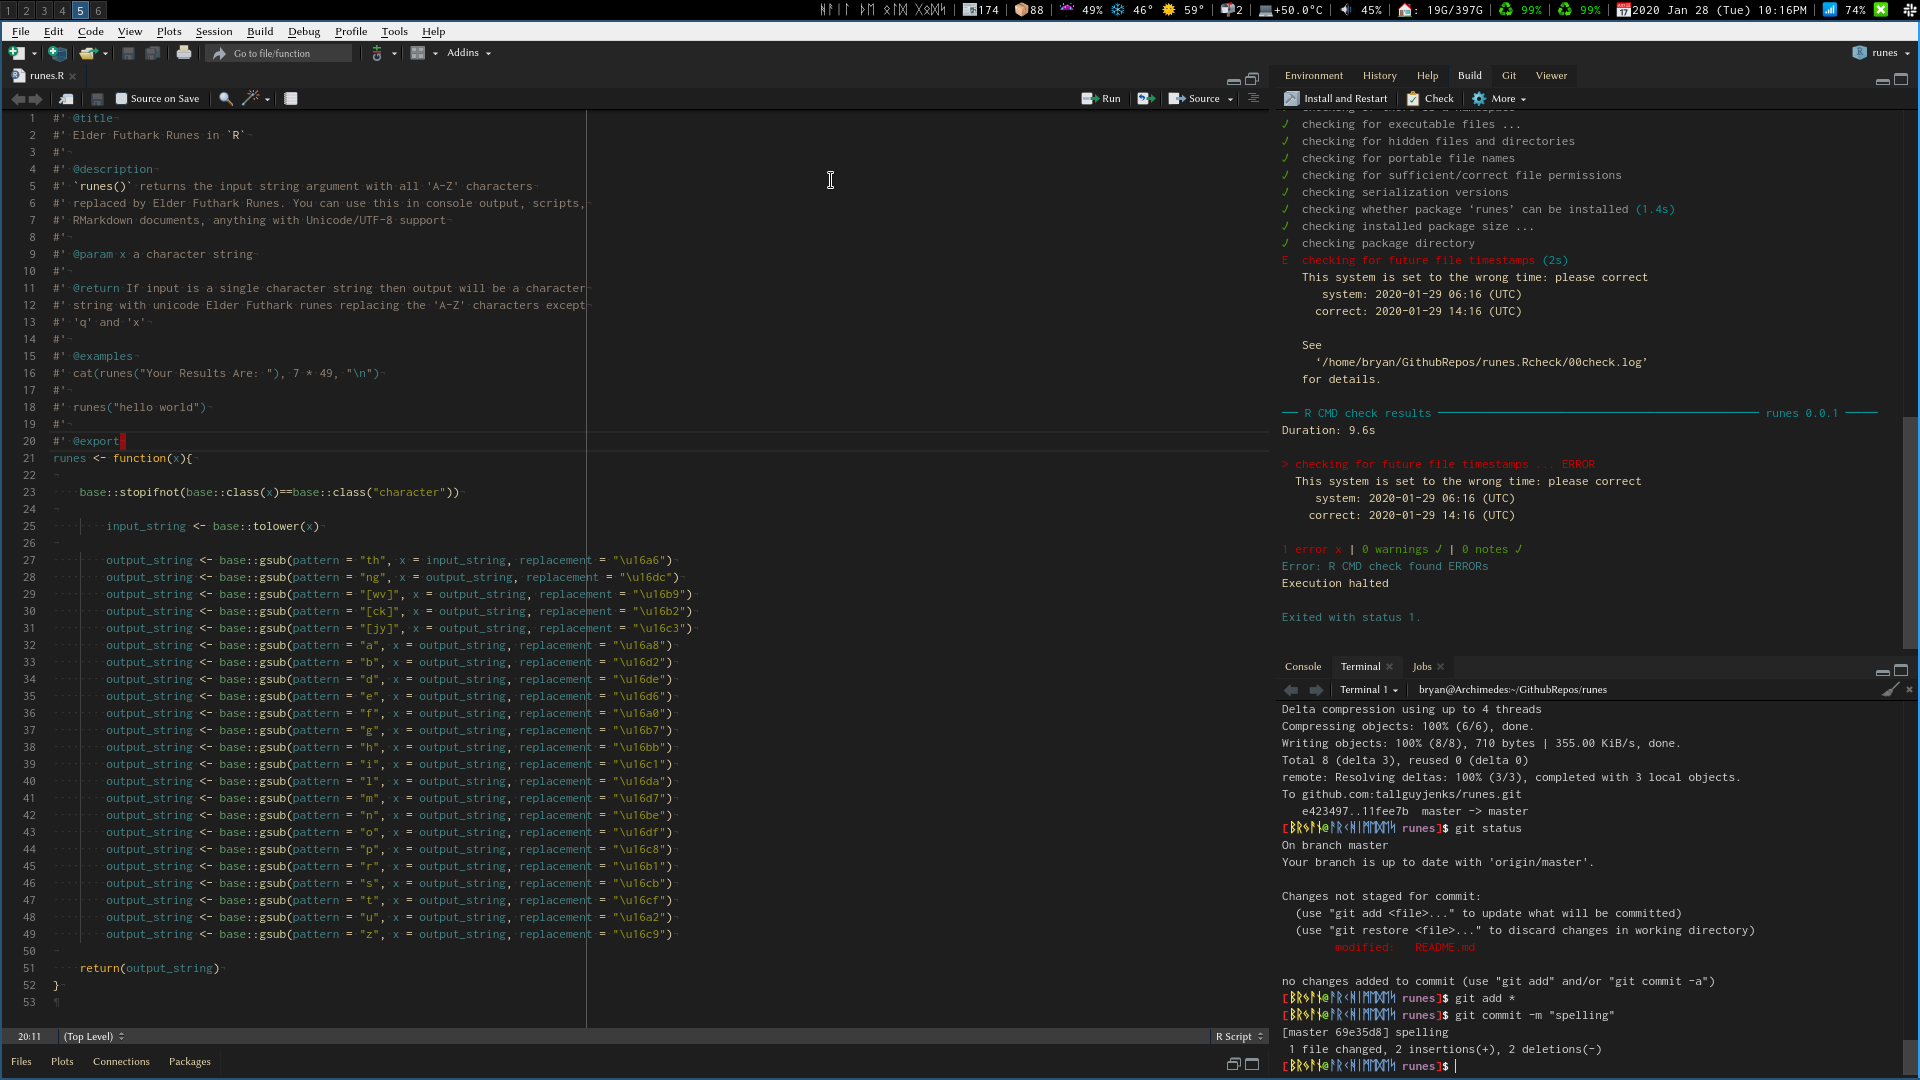 1 2 3 4 5 6
174 88 49% 46° 59° 2 +50.0°C 45% : 19G/397G 99% 99% 2020 Jan 28 (Tue) 10:16PM 74%
File Edit Code View Plots Session Build Debug Profile Tools Help
Go to file/function Addins runes
runes.R
Source on Save Run Source
1 #' @title
2 #' Elder Futhark Runes in `R`
3 #'
4 #' @description
5 #' `runes()` returns the input string argument with all 'A-Z' characters
6 #' replaced by Elder Futhark Runes. You can use this in console output, scripts,
7 #' RMarkdown documents, anything with Unicode/UTF-8 support
8 #'
9 #' @param x a character string
10 #'
11 #' @return If input is a single character string then output will be a character
12 #' string with unicode Elder Futhark runes replacing the 'A-Z' characters except
13 #' 'q' and 'x'
14 #'
15 #' @examples
16 #' cat(runes("Your Results Are: "), 7 * 49, "\n")
17 #'
18 #' runes("hello world")
19 #'
20 #' @export
21 runes <- function(x){
22
23 base::stopifnot(base::class(x)==base::class("character"))
24
25 input_string <- base::tolower(x)
26
27 output_string <- base::gsub(pattern = "th", x = input_string, replacement = "\u16a6")
28 output_string <- base::gsub(pattern = "ng", x = output_string, replacement = "\u16dc")
29 output_string <- base::gsub(pattern = "[wv]", x = output_string, replacement = "\u16b9")
30 output_string <- base::gsub(pattern = "[ck]", x = output_string, replacement = "\u16b2")
31 output_string <- base::gsub(pattern = "[jy]", x = output_string, replacement = "\u16c3")
32 output_string <- base::gsub(pattern = "a", x = output_string, replacement = "\u16a8")
33 output_string <- base::gsub(pattern = "b", x = output_string, replacement = "\u16d2")
34 output_string <- base::gsub(pattern = "d", x = output_string, replacement = "\u16de")
35 output_string <- base::gsub(pattern = "e", x = output_string, replacement = "\u16d6")
36 output_string <- base::gsub(pattern = "f", x = output_string, replacement = "\u16a0")
37 output_string <- base::gsub(pattern = "g", x = output_string, replacement = "\u16b7")
38 output_string <- base::gsub(pattern = "h", x = output_string, replacement = "\u16bb")
39 output_string <- base::gsub(pattern = "i", x = output_string, replacement = "\u16c1")
40 output_string <- base::gsub(pattern = "l", x = output_string, replacement = "\u16da")
41 output_string <- base::gsub(pattern = "m", x = output_string, replacement = "\u16d7")
42 output_string <- base::gsub(pattern = "n", x = output_string, replacement = "\u16be")
43 output_string <- base::gsub(pattern = "o", x = output_string, replacement = "\u16df")
44 output_string <- base::gsub(pattern = "p", x = output_string, replacement = "\u16c8")
45 output_string <- base::gsub(pattern = "r", x = output_string, replacement = "\u16b1")
46 output_string <- base::gsub(pattern = "s", x = output_string, replacement = "\u16cb")
47 output_string <- base::gsub(pattern = "t", x = output_string, replacement = "\u16cf")
48 output_string <- base::gsub(pattern = "u", x = output_string, replacement = "\u16a2")
49 output_string <- base::gsub(pattern = "z", x = output_string, replacement = "\u16c9")
50
51 return(output_string)
52 }
53
20:11 (Top Level) R Script
Files Plots Connections Packages
Environment History Help Build Git Viewer
Install and Restart Check More
✓ checking for executable files ...
✓ checking for hidden files and directories
✓ checking for portable file names
✓ checking for sufficient/correct file permissions
✓ checking serialization versions
✓ checking whether package ‘runes’ can be installed (1.4s)
✓ checking installed package size ...
✓ checking package directory
E checking for future file timestamps (2s)
This system is set to the wrong time: please correct
system: 2020-01-29 06:16 (UTC)
correct: 2020-01-29 14:16 (UTC)
See
‘/home/bryan/GithubRepos/runes.Rcheck/00check.log’
for details.
── R CMD check results ── runes 0.0.1 ──
Duration: 9.6s
> checking for future file timestamps ... ERROR
This system is set to the wrong time: please correct
system: 2020-01-29 06:16 (UTC)
correct: 2020-01-29 14:16 (UTC)
1 error x | 0 warnings ✓ | 0 notes ✓
Error: R CMD check found ERRORs
Execution halted
Exited with status 1.
Console Terminal Jobs
Terminal 1 bryan@Archimedes:~/GithubRepos/runes
Delta compression using up to 4 threads
Compressing objects: 100% (6/6), done.
Writing objects: 100% (8/8), 710 bytes | 355.00 KiB/s, done.
Total 8 (delta 3), reused 0 (delta 0)
remote: Resolving deltas: 100% (3/3), completed with 3 local objects.
To github.com:tallguyjenks/runes.git
e423497..11fee7b master -> master
runes]$ git status
On branch master
Your branch is up to date with 'origin/master'.
Changes not staged for commit:
(use "git add <file>..." to update what will be committed)
(use "git restore <file>..." to discard changes in working directory)
modified: README.md
no changes added to commit (use "git add" and/or "git commit -a")
runes]$ git add *
runes]$ git commit -m "spelling"
[master 69e35d8] spelling
1 file changed, 2 insertions(+), 2 deletions(-)
runes]$